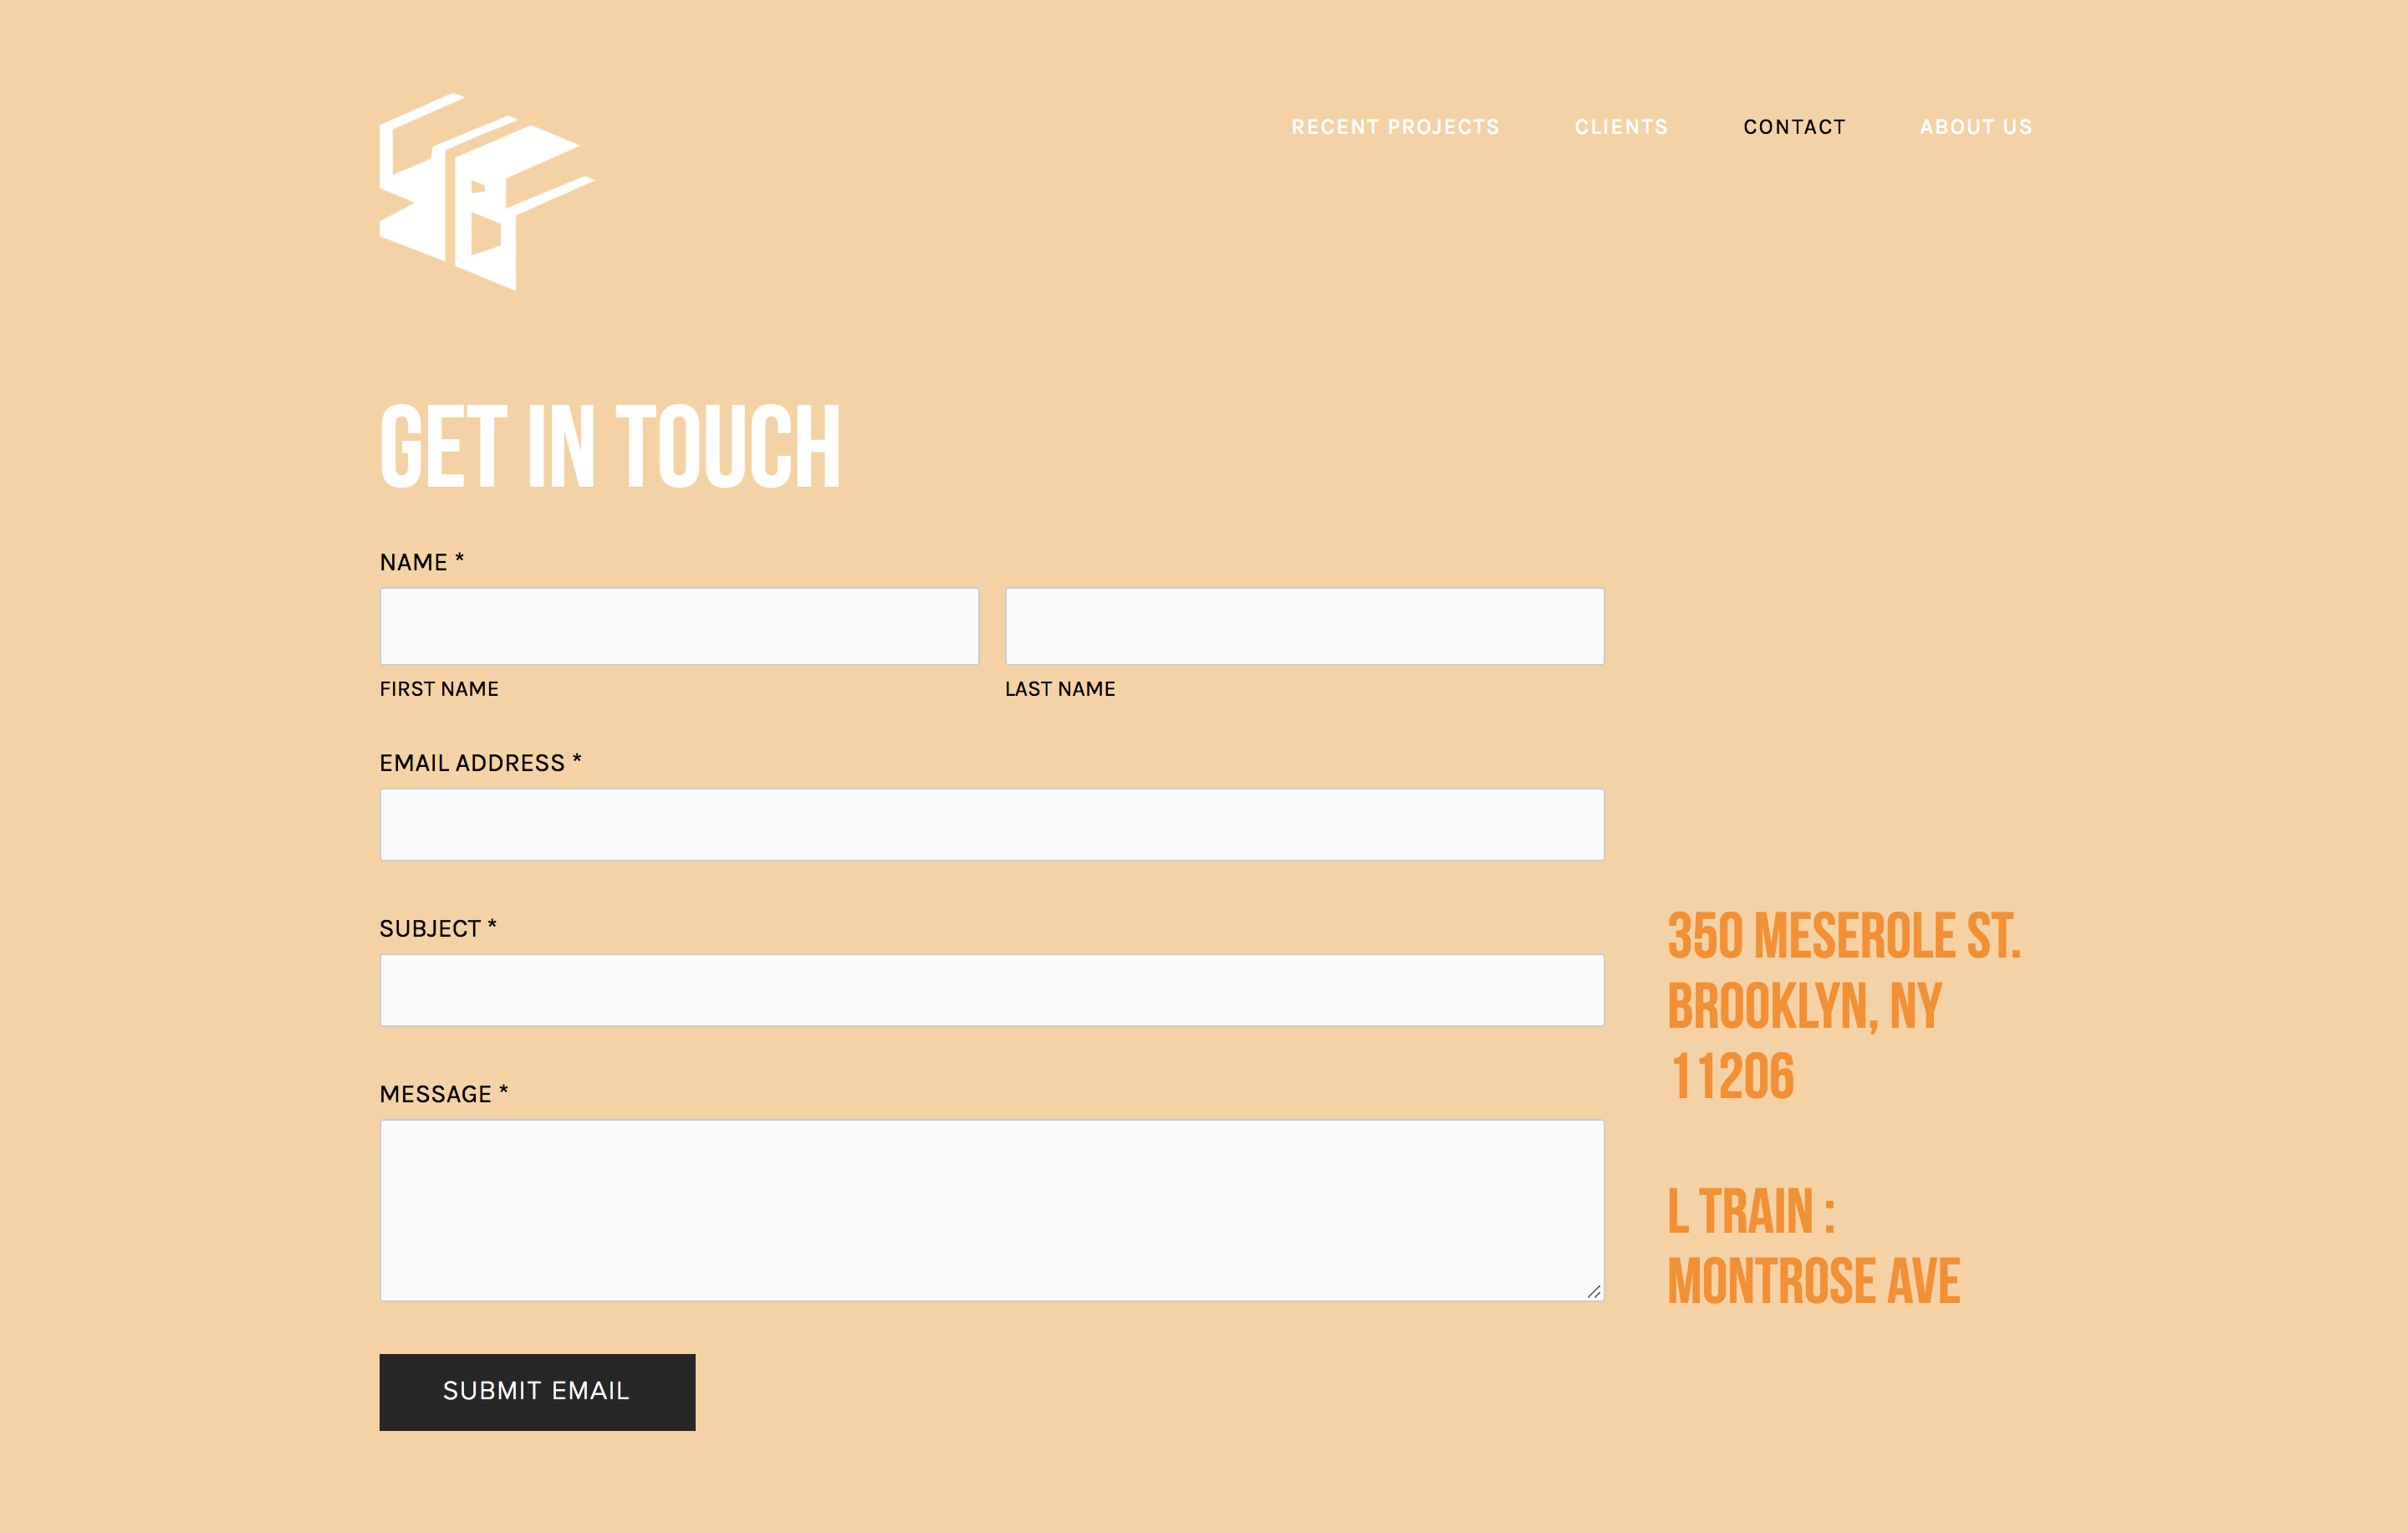 RECENT PROJECTS CLIENTS CONTACT ABOUT US
GET IN TOUCH
NAME *
FIRST NAME LAST NAME
EMAIL ADDRESS *
SUBJECT *
MESSAGE *
SUBMIT EMAIL
350 MESEROLE ST.
BROOKLYN, NY
11206
L TRAIN :
MONTROSE AVE